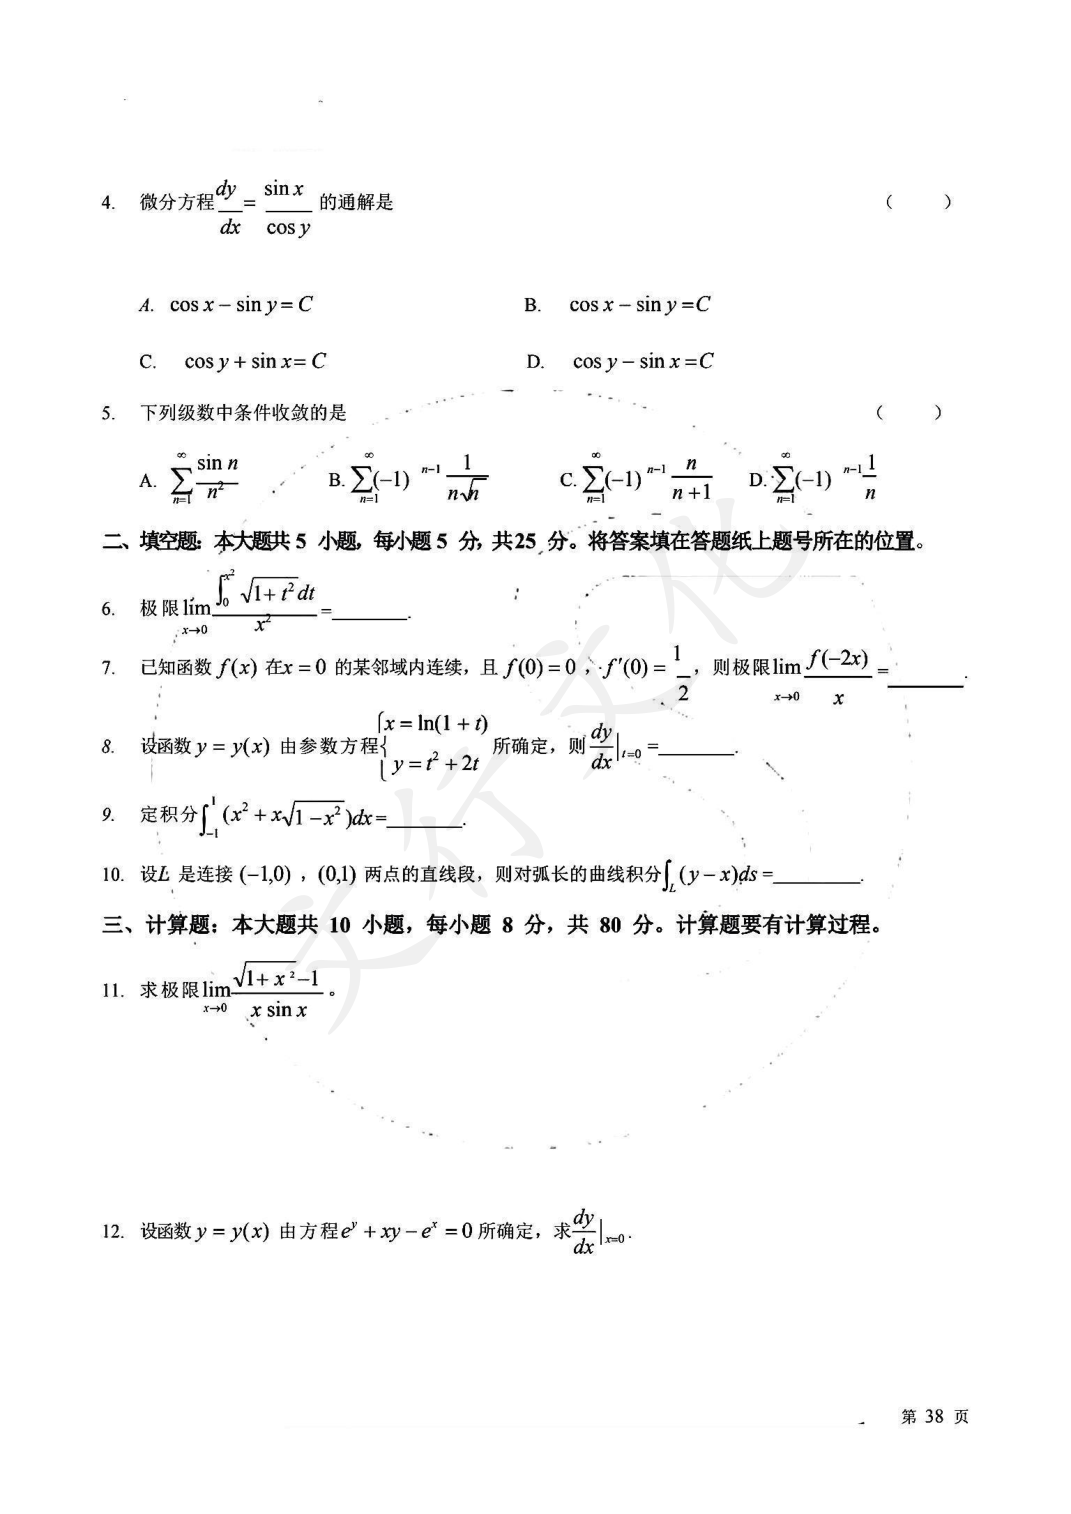 4. 微分方程 dy/dx = sin x/cos y 的通解是 ( )
A. cos x − sin y = C B. cos x − sin y = C
C. cos y + sin x = C D. cos y − sin x = C
5. 下列级数中条件收敛的是 ( )
A. ∑_{n=1}^{∞} sin n/n² B. ∑_{n=1}^{∞} (−1)^{n−1} 1/(n√n) C. ∑_{n=1}^{∞} (−1)^{n−1} n/(n+1) D. ∑_{n=1}^{∞} (−1)^{n−1} 1/n
二、填空题：本大题共 5 小题，每小题 5 分，共25 分。将答案填在答题纸上题号所在的位置。
6. 极限 lim_{x→0} ∫_0^{x²} √(1+t²) dt / x² = ______.
7. 已知函数 f(x) 在 x = 0 的某邻域内连续，且 f(0) = 0 , f′(0) = 1/2，则极限 lim_{x→0} f(−2x)/x = ______.
8. 设函数 y = y(x) 由参数方程 { x = ln(1 + t) y = t² + 2t 所确定，则 dy/dx |_{t=0} = ______.
9. 定积分 ∫_{−1}^{1} (x² + x√(1−x²))dx = ______.
10. 设L 是连接 (−1,0) ，(0,1) 两点的直线段，则对弧长的曲线积分 ∫_L (y − x)ds = ______.
三、计算题：本大题共 10 小题，每小题 8 分，共 80 分。计算题要有计算过程。
11. 求极限 lim_{x→0} (√(1+x²)−1)/(x sin x) 。
12. 设函数 y = y(x) 由方程 e^y + xy − e^x = 0 所确定，求 dy/dx |_{x=0} .
第 38 页
文行文化